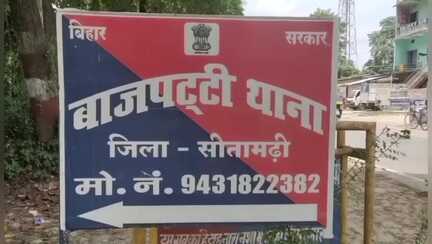 बिहार सरकार
बाजपट्टी थाना
जिला - सीतामढ़ी
मो. नं. 9431822382